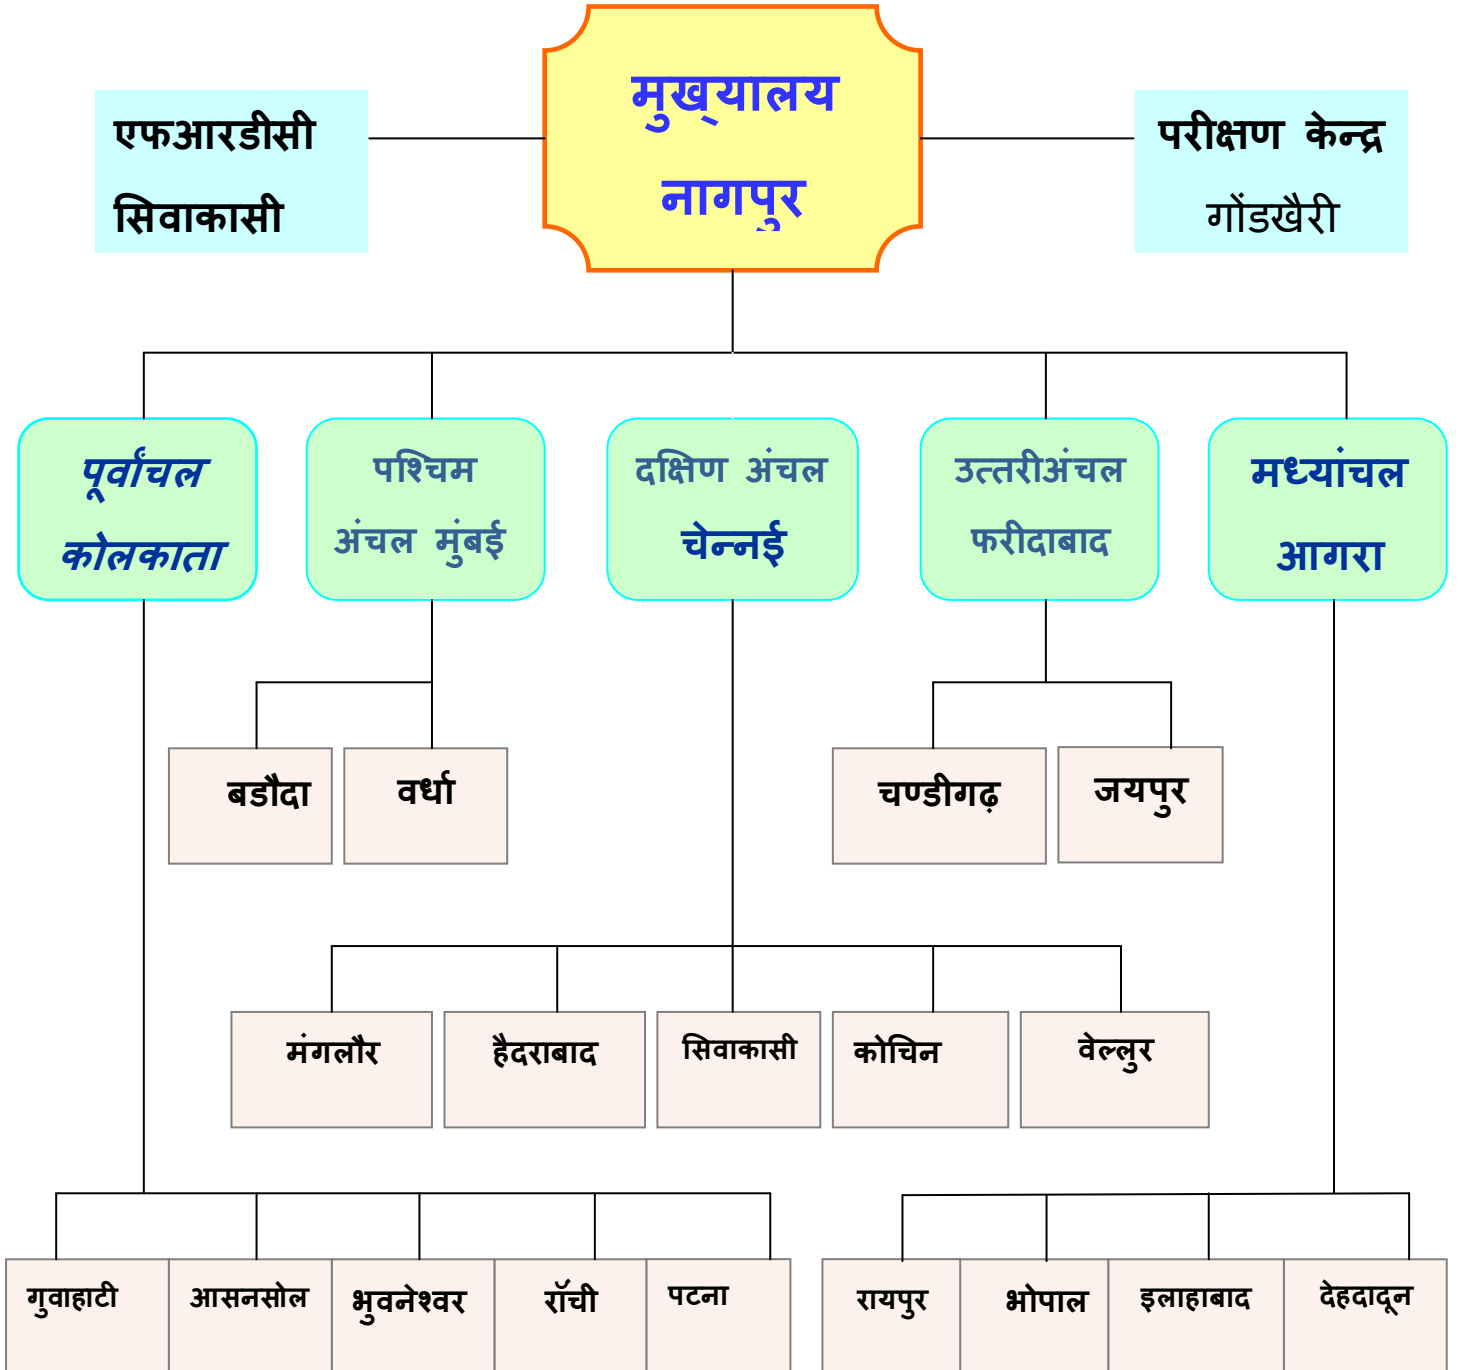 मुख्यालय
नागपुर
एफआरडीसी
सिवाकासी
परीक्षण केन्द्र
गोंडखैरी
पूर्वांचल
कोलकाता
पश्चिम
अंचल मुंबई
दक्षिण अंचल
चेन्नई
उत्तरीअंचल
फरीदाबाद
मध्यांचल
आगरा
बडौदा
वर्धा
चण्डीगढ़
जयपुर
मंगलौर
हैदराबाद
सिवाकासी
कोचिन
वेल्लुर
गुवाहाटी
आसनसोल
भुवनेश्वर
रॉची
पटना
रायपुर
भोपाल
इलाहाबाद
देहदादून